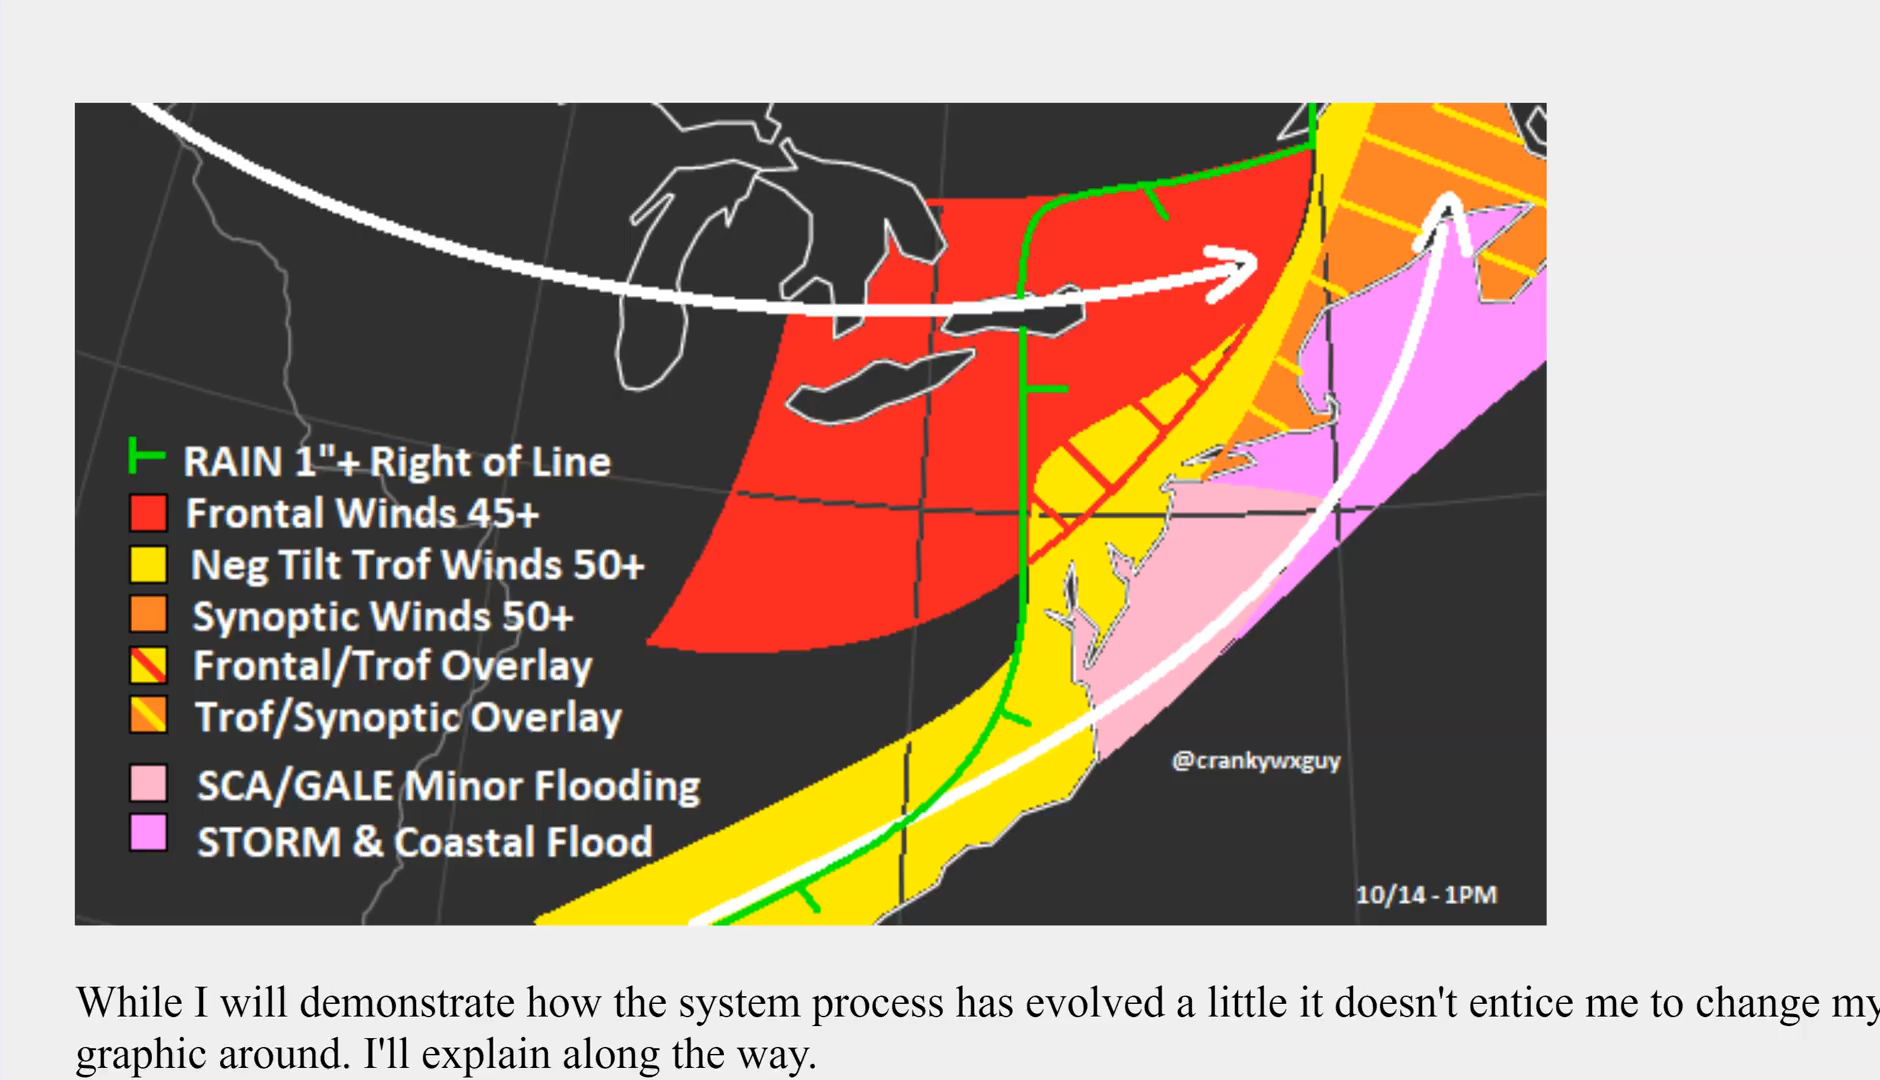 RAIN 1"+ Right of Line
Frontal Winds 45+
Neg Tilt Trof Winds 50+
Synoptic Winds 50+
Frontal/Trof Overlay
Trof/Synoptic Overlay
SCA/GALE Minor Flooding
STORM & Coastal Flood
@crankywxguy
10/14 - 1PM
While I will demonstrate how the system process has evolved a little it doesn't entice me to change my
graphic around. I'll explain along the way.